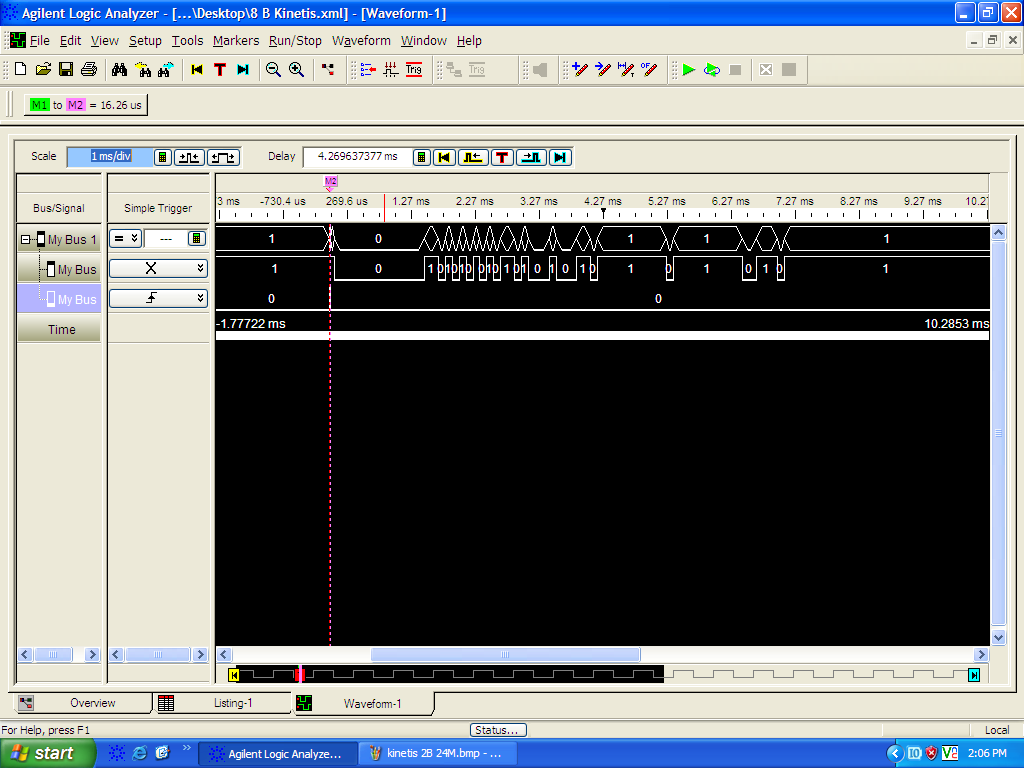 Agilent Logic Analyzer - [...\Desktop\8 B Kinetis.xml] - [Waveform-1]
File Edit View Setup Tools Markers Run/Stop Waveform Window Help
T Trig Trig
M1 to M2 = 16.26 us
Scale 1 ms/div Delay 4.269637377 ms T
M2
Bus/Signal Simple Trigger 3 ms -730.4 us 269.6 us 1.27 ms 2.27 ms 3.27 ms 4.27 ms 5.27 ms 6.27 ms 7.27 ms 8.27 ms 9.27 ms 10.27
My Bus 1 = --- 1 0 1 1 1
My Bus X 1 0 1 0 1 0 1 0 1 0 1 0 1 0 1 0 1 0 1 0 1 0 1 0 1 0 1
My Bus 0 0
Time -1.77722 ms 10.2853 ms
Overview Listing-1 Waveform-1
For Help, press F1 Status... Local
start Agilent Logic Analyze... kinetis 2B 24M.bmp - ... 2:06 PM